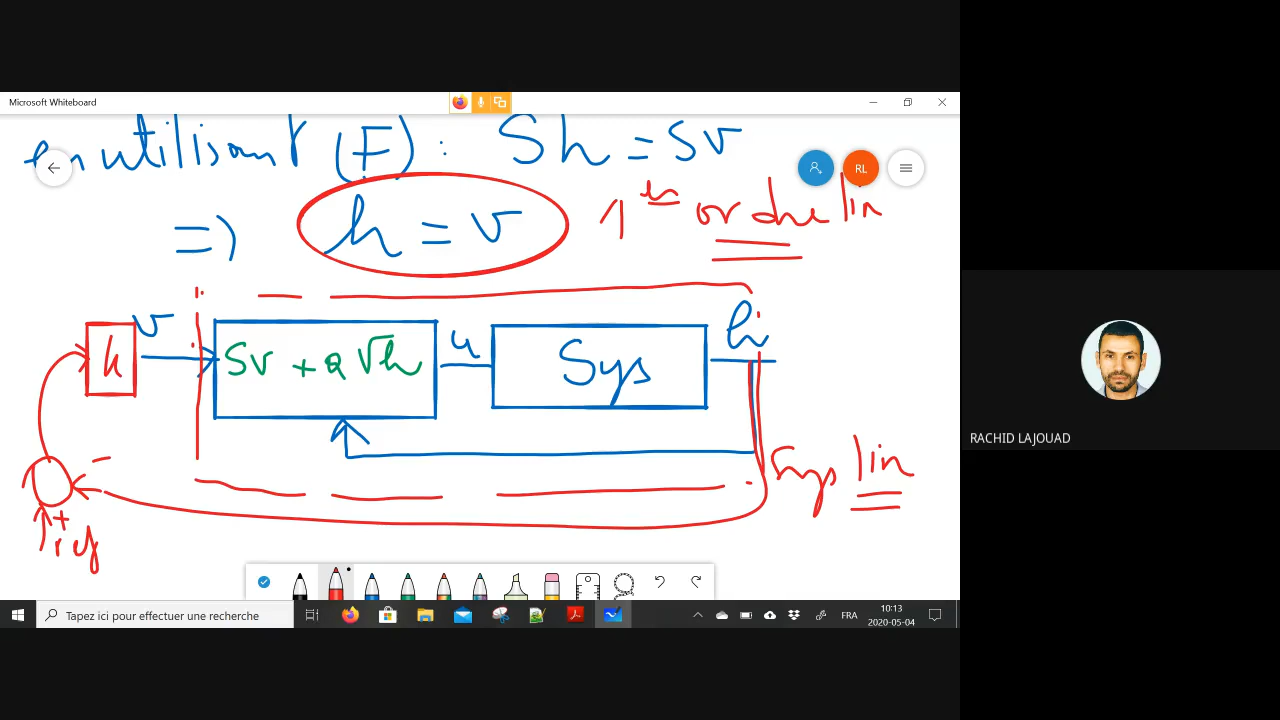 Microsoft Whiteboard
en utilisant (F): Sh = Sv
RL
=> h = v 1er ordre lin
v
k
Sv + a √h
u
Sys
h
−
+
ref
Sys lin
RACHID LAJOUAD
Tapez ici pour effectuer une recherche
FRA
10:13
2020-05-04